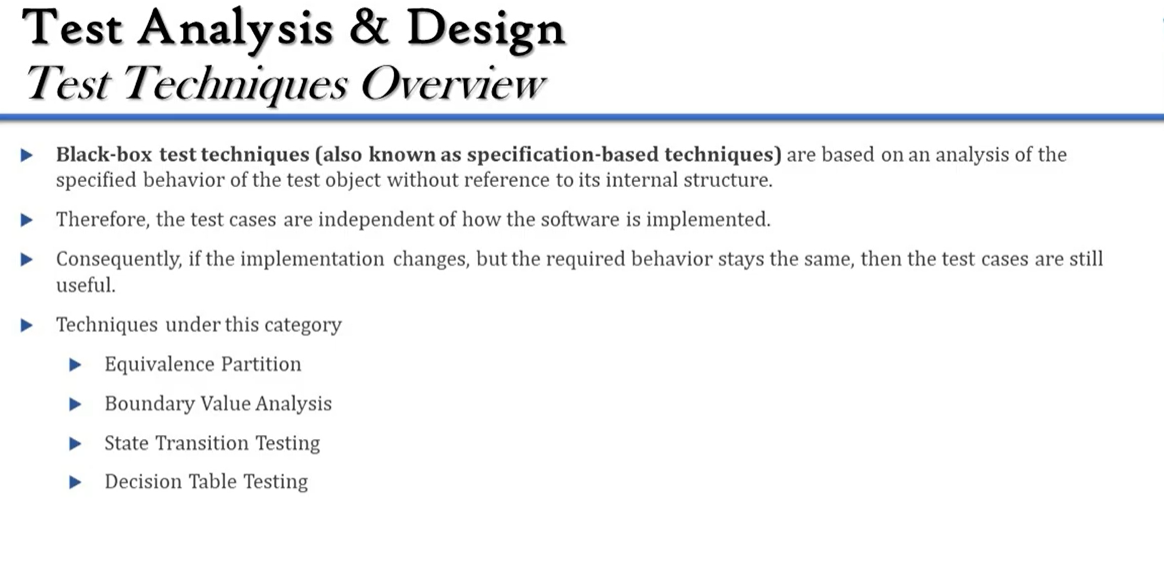 Test Analysis & Design
Test Techniques Overview
Black-box test techniques (also known as specification-based techniques) are based on an analysis of the
specified behavior of the test object without reference to its internal structure.
Therefore, the test cases are independent of how the software is implemented.
Consequently, if the implementation changes, but the required behavior stays the same, then the test cases are still
useful.
Techniques under this category
Equivalence Partition
Boundary Value Analysis
State Transition Testing
Decision Table Testing